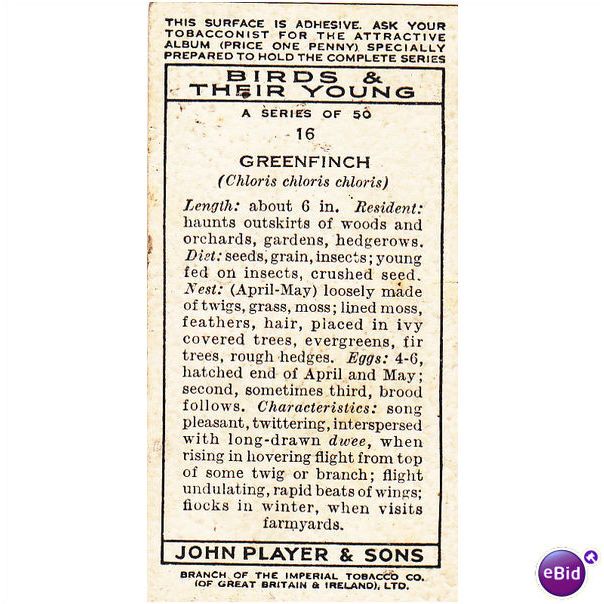 THIS SURFACE IS ADHESIVE. ASK YOUR
TOBACCONIST FOR THE ATTRACTIVE
ALBUM (PRICE ONE PENNY) SPECIALLY
PREPARED TO HOLD THE COMPLETE SERIES
BIRDS &
THEIR YOUNG
A SERIES OF 50
16
GREENFINCH
(Chloris chloris chloris)
Length: about 6 in. Resident:
haunts outskirts of woods and
orchards, gardens, hedgerows.
Diet: seeds, grain, insects; young
fed on insects, crushed seed.
Nest: (April-May) loosely made
of twigs, grass, moss; lined moss,
feathers, hair, placed in ivy
covered trees, evergreens, fir
trees, rough hedges. Eggs: 4-6,
hatched end of April and May;
second, sometimes third, brood
follows. Characteristics: song
pleasant, twittering, interspersed
with long-drawn dwee, when
rising in hovering flight from top
of some twig or branch; flight
undulating, rapid beats of wings;
flocks in winter, when visits
farmyards.
JOHN PLAYER & SONS
BRANCH OF THE IMPERIAL TOBACCO CO.
(OF GREAT BRITAIN & IRELAND), LTD.
eBid